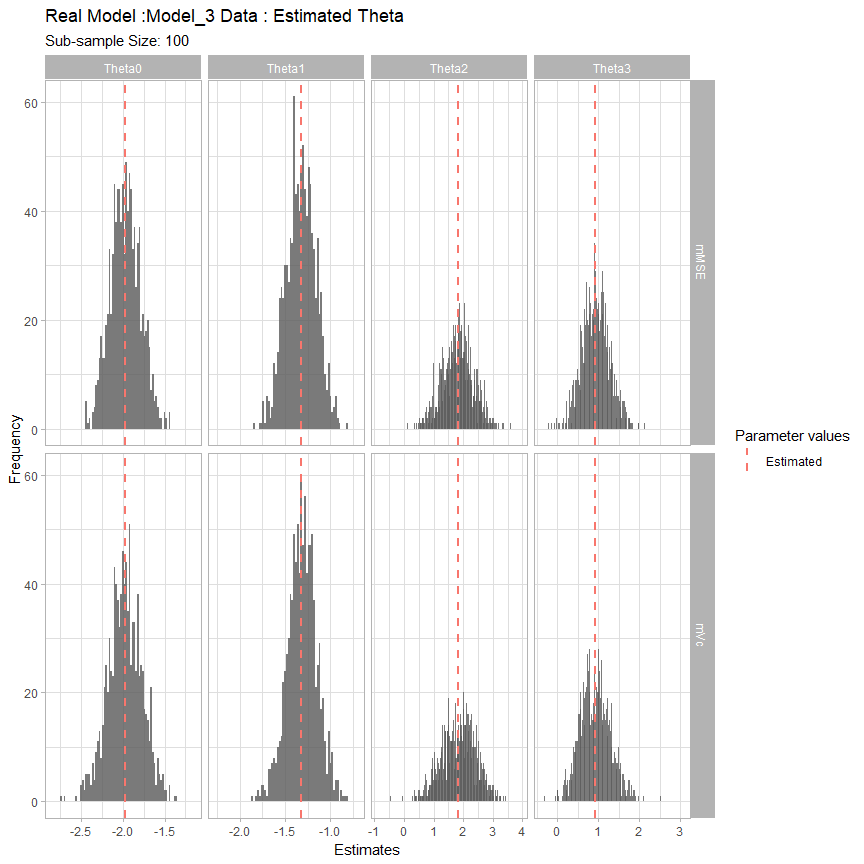 Real Model :Model_3 Data : Estimated Theta
Sub-sample Size: 100
Theta0 Theta1 Theta2 Theta3
60
40
20
0
mMSE
Frequency
Parameter values
Estimated
60
40
20
0
mVc
-2.5 -2.0 -1.5 -2.0 -1.5 -1.0 -1 0 1 2 3 4 0 1 2 3
Estimates